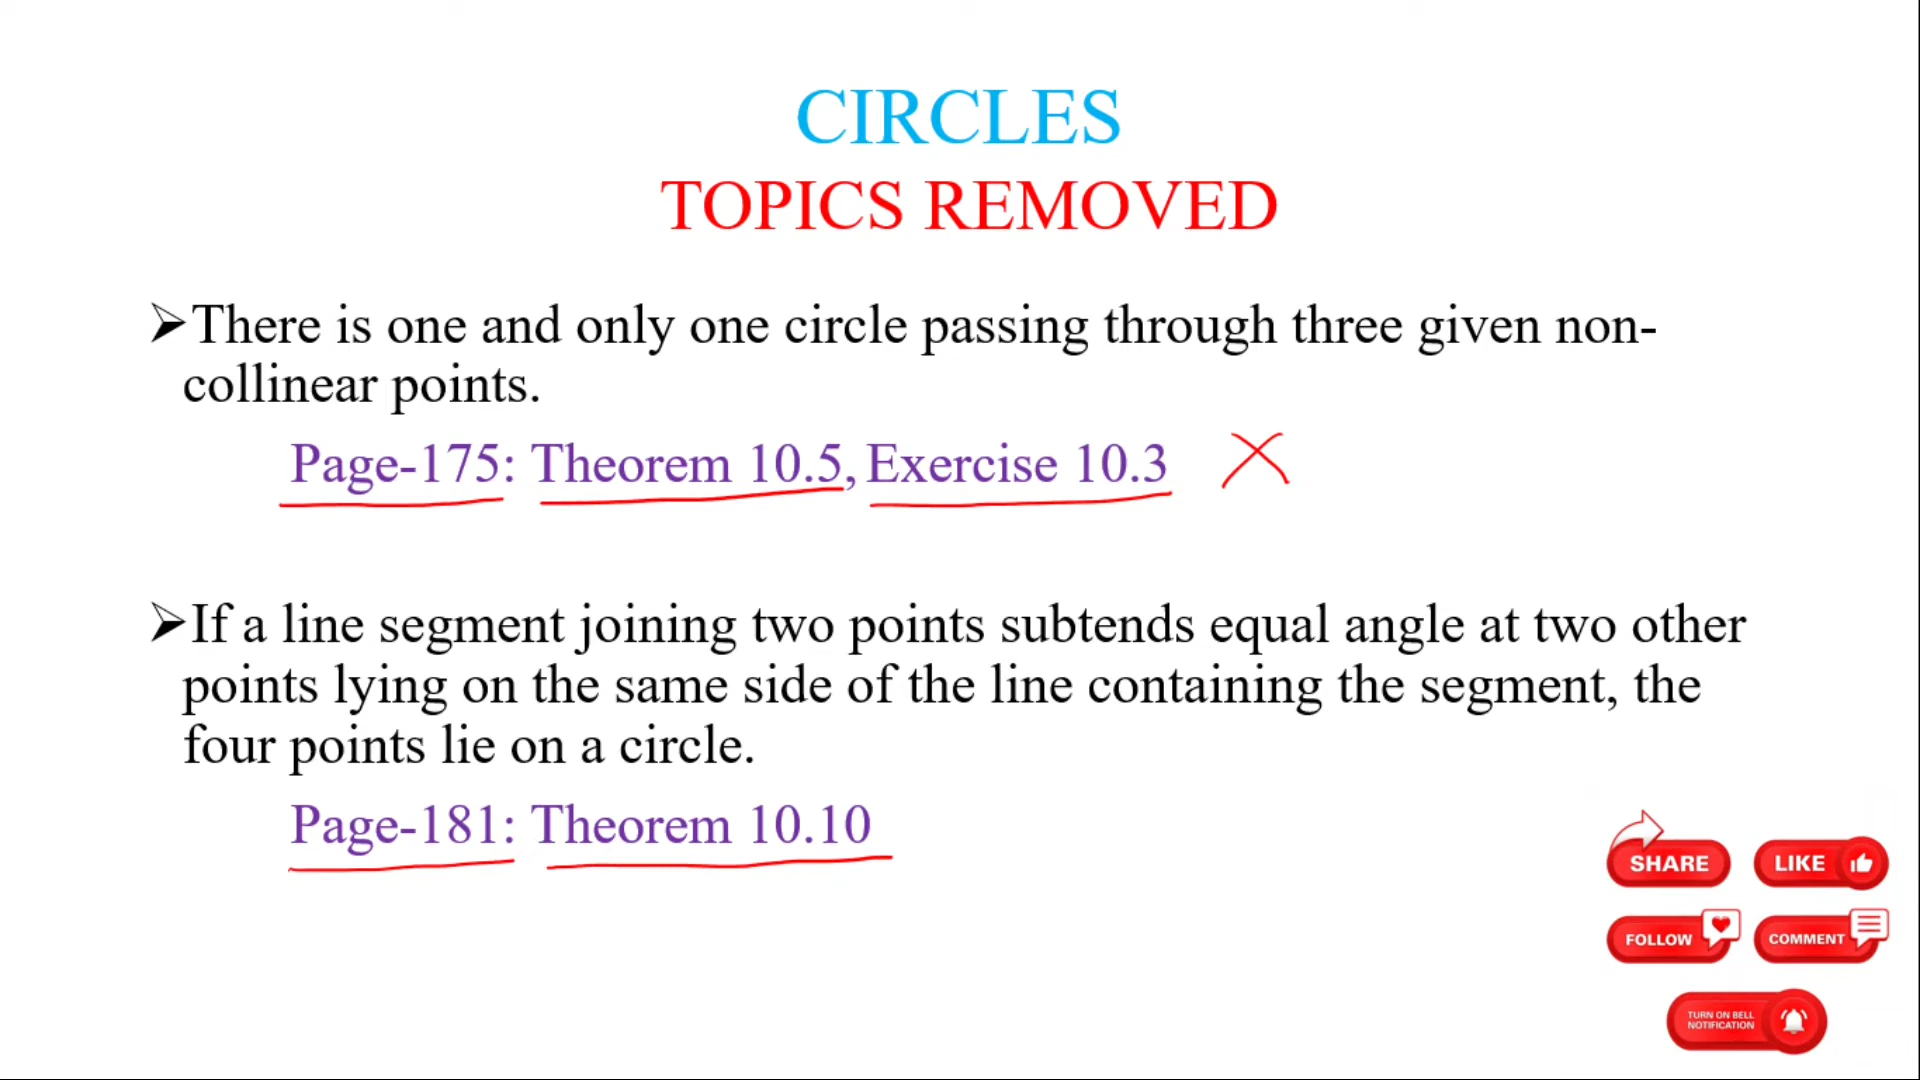 CIRCLES
TOPICS REMOVED
➢There is one and only one circle passing through three given non-
collinear points.
Page-175: Theorem 10.5, Exercise 10.3
➢If a line segment joining two points subtends equal angle at two other
points lying on the same side of the line containing the segment, the
four points lie on a circle.
Page-181: Theorem 10.10
SHARE
LIKE
FOLLOW
COMMENT
TURN ON BELL
NOTIFICATION